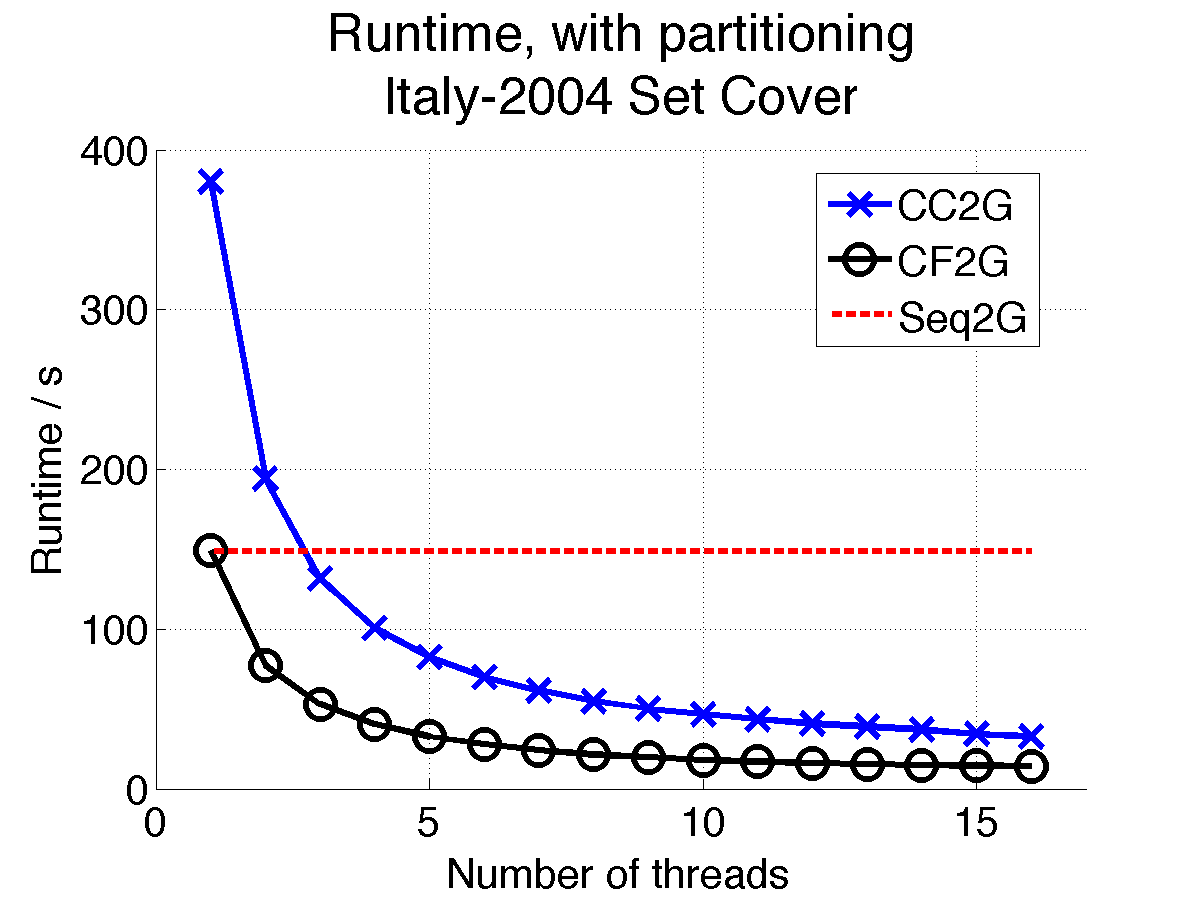 Runtime, with partitioning
Italy-2004 Set Cover
400
300
200
100
0
Runtime / s
CC2G
CF2G
Seq2G
0 5 10 15
Number of threads